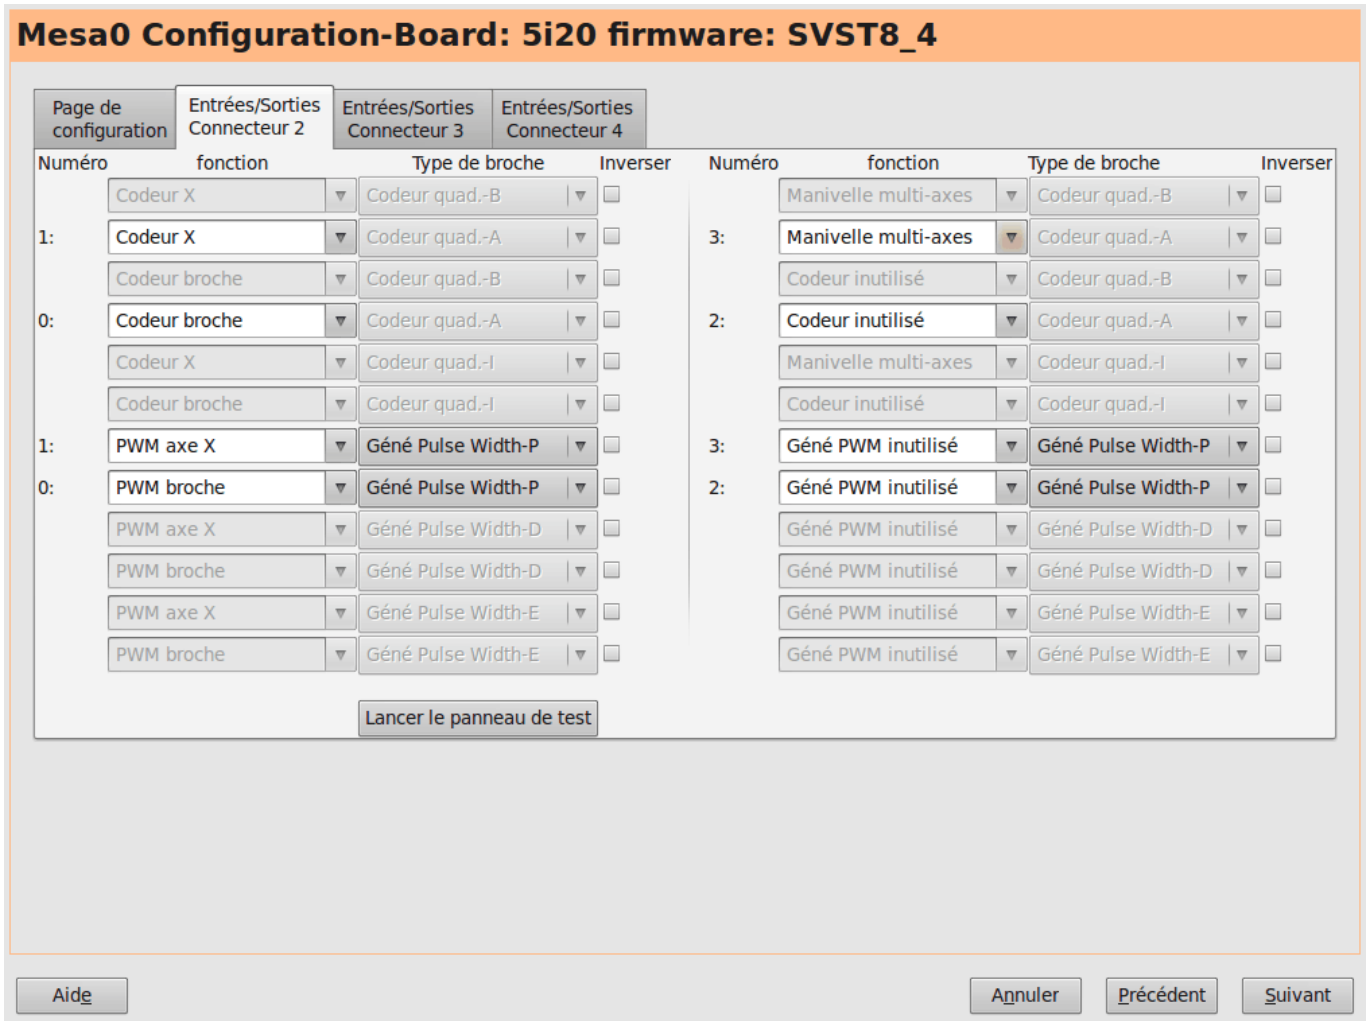 Mesa0 Configuration-Board: 5i20 firmware: SVST8_4
Page de configuration
Entrées/Sorties Connecteur 2
Entrées/Sorties Connecteur 3
Entrées/Sorties Connecteur 4
Numéro fonction Type de broche Inverser Numéro fonction Type de broche Inverser
Codeur X Codeur quad.-B Manivelle multi-axes Codeur quad.-B
1: Codeur X Codeur quad.-A 3: Manivelle multi-axes Codeur quad.-A
Codeur broche Codeur quad.-B Codeur inutilisé Codeur quad.-B
0: Codeur broche Codeur quad.-A 2: Codeur inutilisé Codeur quad.-A
Codeur X Codeur quad.-I Manivelle multi-axes Codeur quad.-I
Codeur broche Codeur quad.-I Codeur inutilisé Codeur quad.-I
1: PWM axe X Géné Pulse Width-P 3: Géné PWM inutilisé Géné Pulse Width-P
0: PWM broche Géné Pulse Width-P 2: Géné PWM inutilisé Géné Pulse Width-P
PWM axe X Géné Pulse Width-D Géné PWM inutilisé Géné Pulse Width-D
PWM broche Géné Pulse Width-D Géné PWM inutilisé Géné Pulse Width-D
PWM axe X Géné Pulse Width-E Géné PWM inutilisé Géné Pulse Width-E
PWM broche Géné Pulse Width-E Géné PWM inutilisé Géné Pulse Width-E
Lancer le panneau de test
Aide Annuler Précédent Suivant